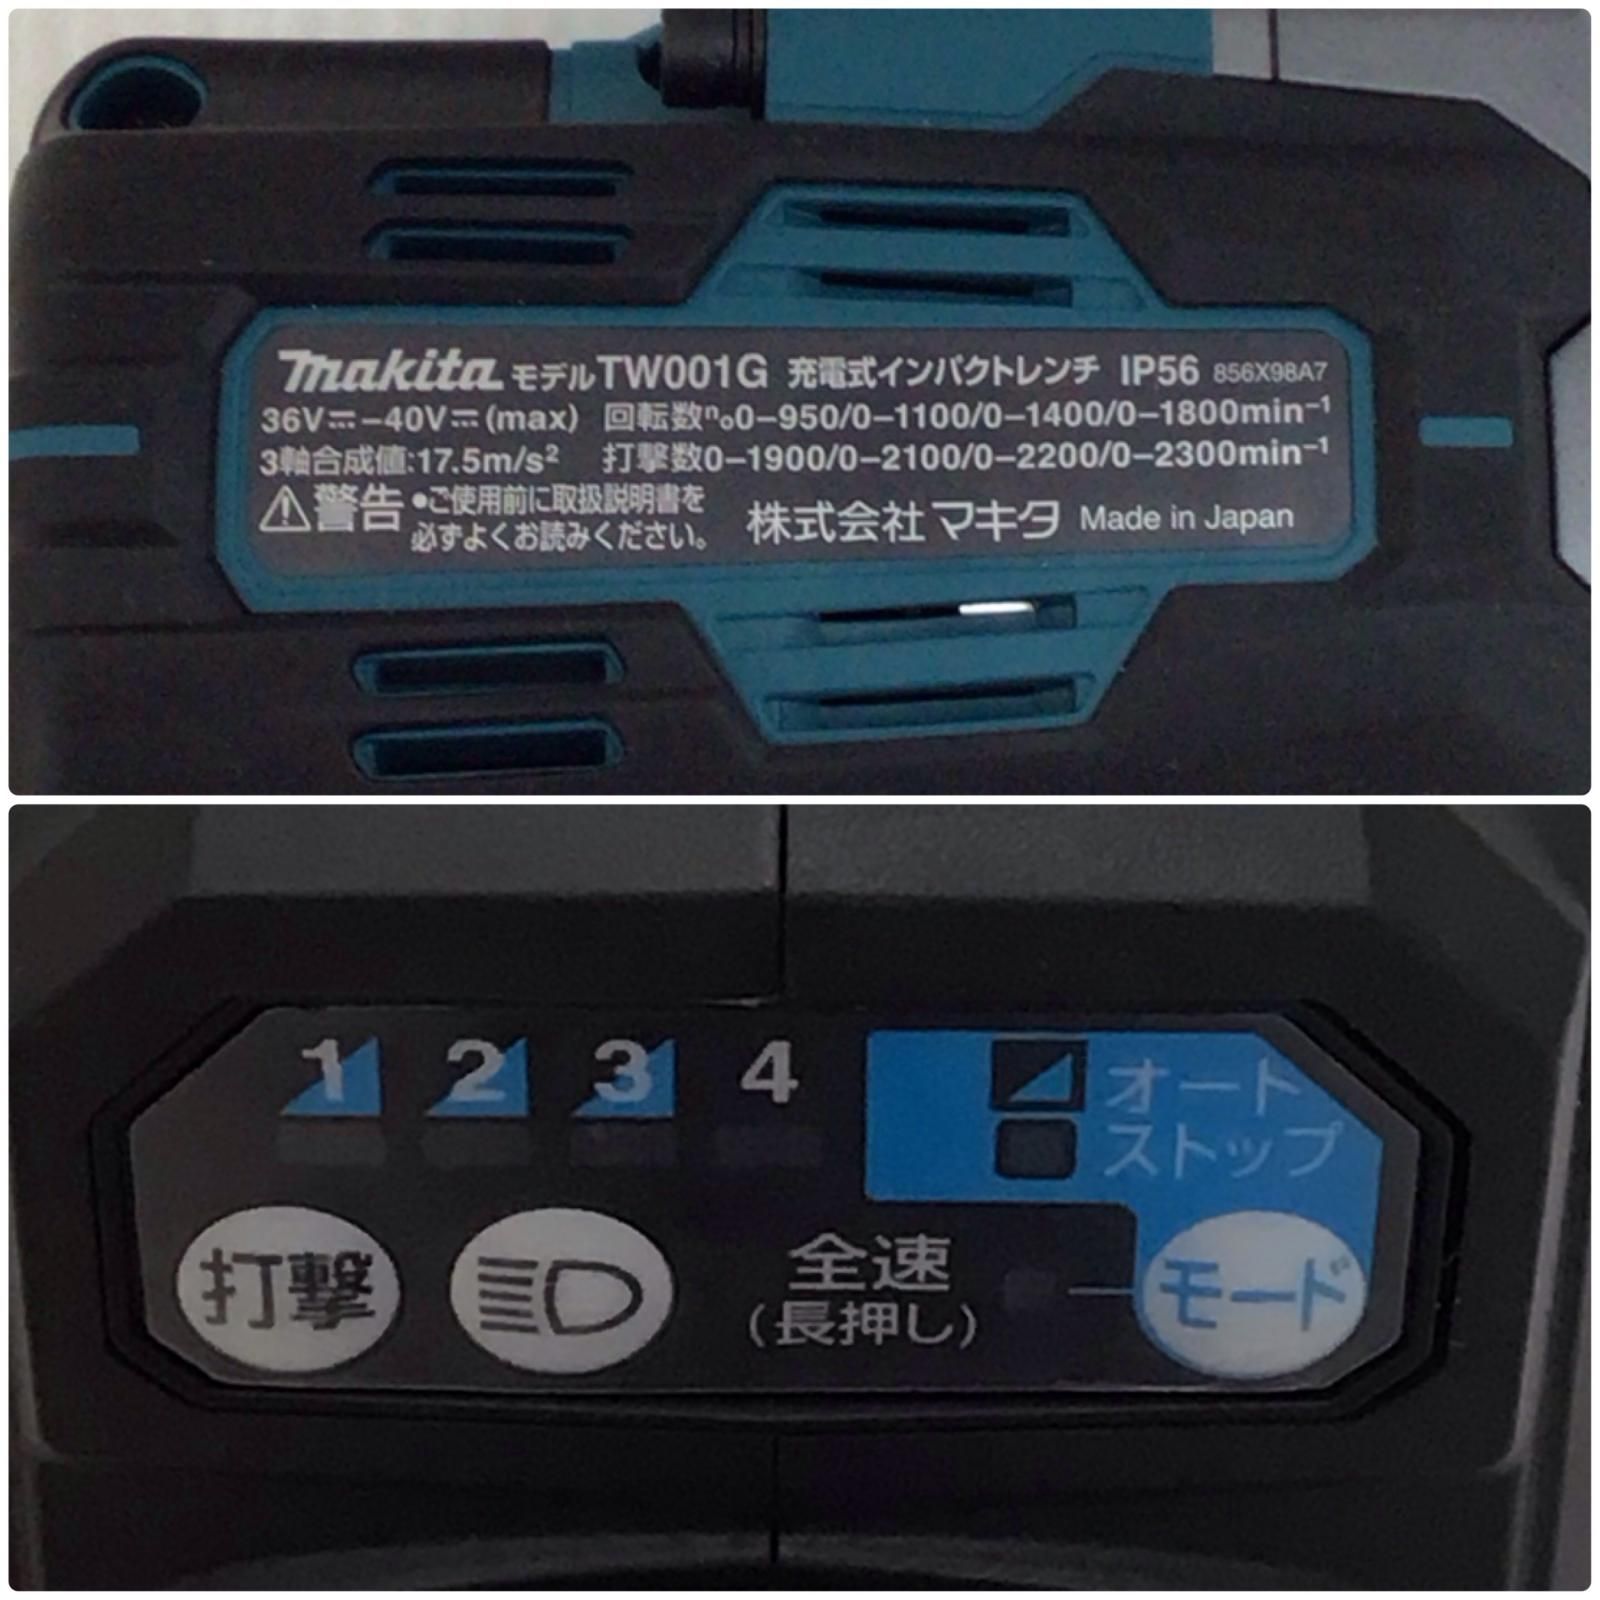 makita モデルTW001G 充電式インパクトレンチ IP56 856X98A7
36V⎓-40V⎓(max) 回転数n₀0-950/0-1100/0-1400/0-1800min⁻¹
3軸合成値:17.5m/s² 打撃数0-1900/0-2100/0-2200/0-2300min⁻¹
⚠警告 •ご使用前に取扱説明書を
必ずよくお読みください。 株式会社マキタ Made in Japan
1 2 3 4 オート
ストップ
打撃 全速 モード
(長押し)